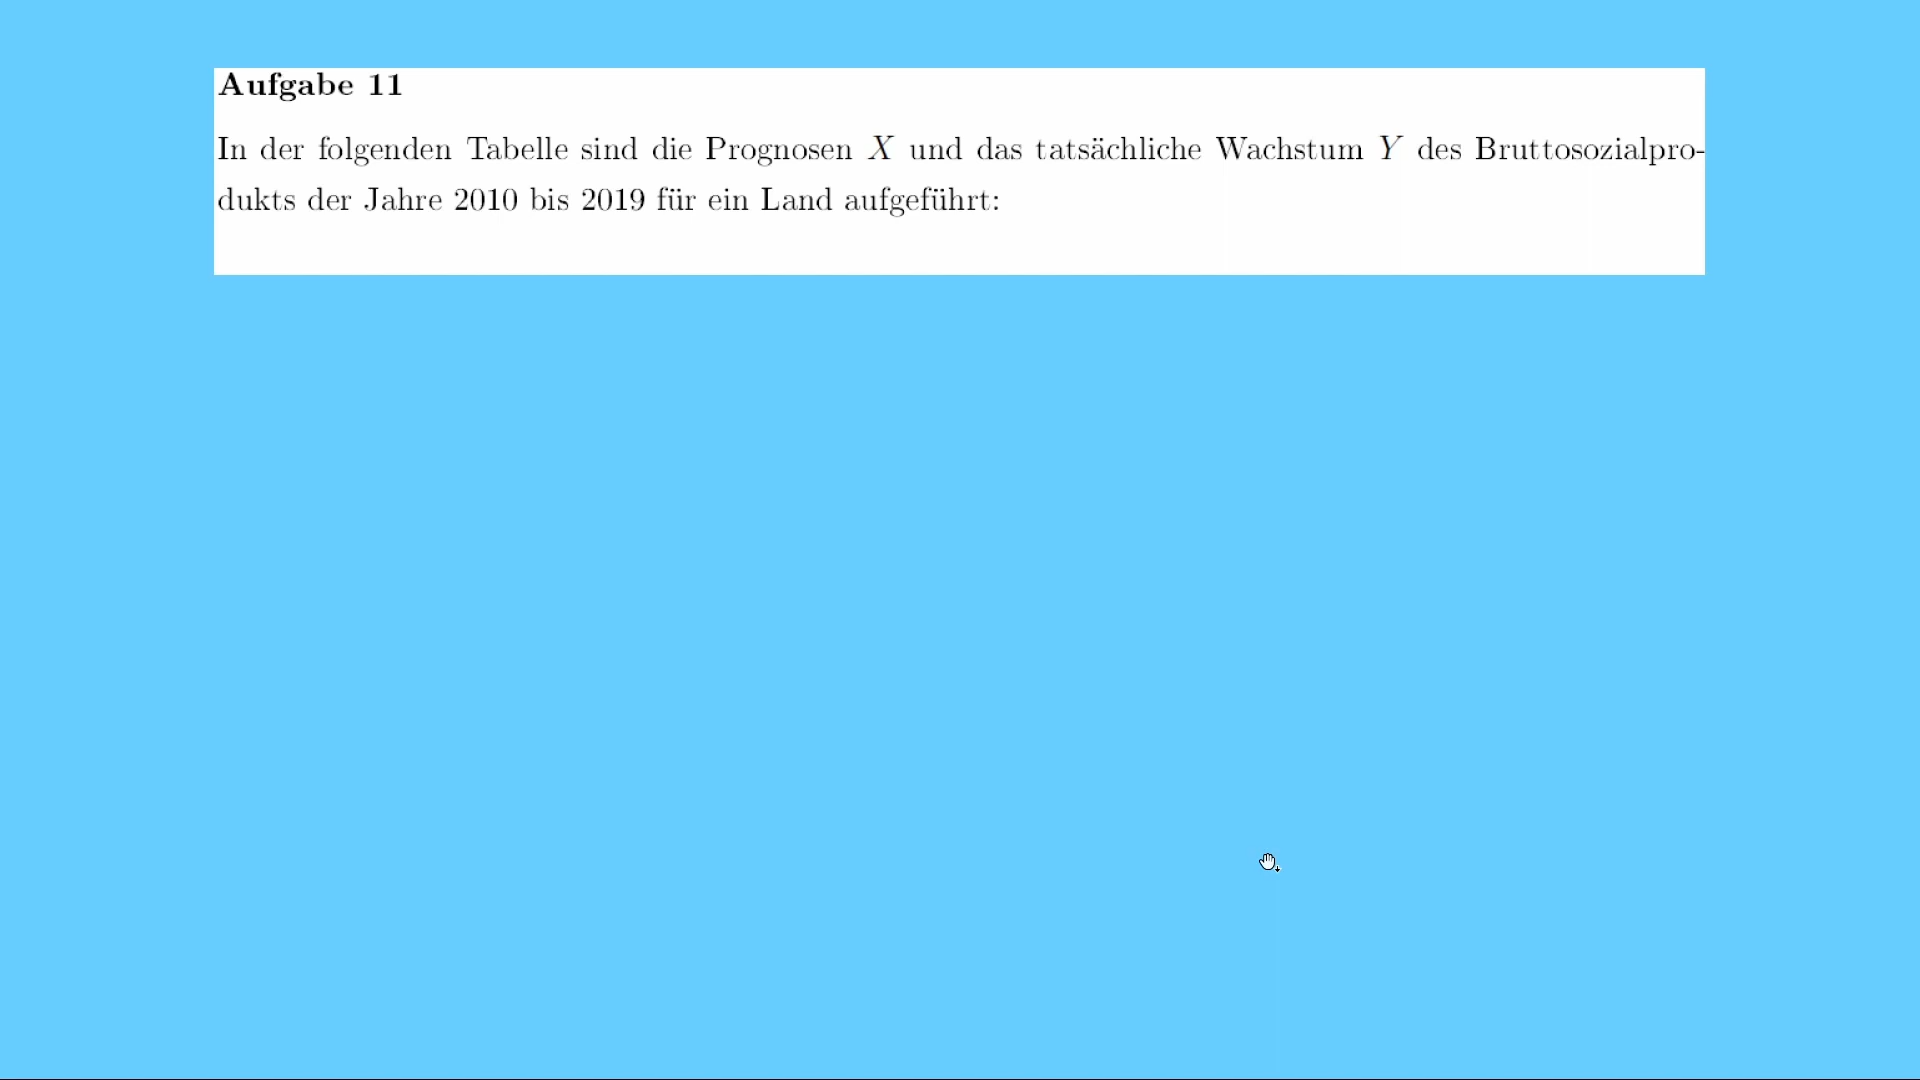 Aufgabe 11
In der folgenden Tabelle sind die Prognosen X und das tatsächliche Wachstum Y des Bruttosozialpro-
dukts der Jahre 2010 bis 2019 für ein Land aufgeführt: